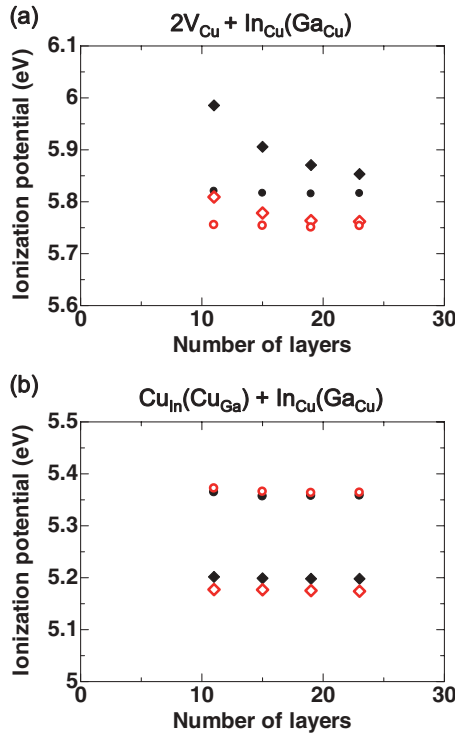 (a)
2V_Cu + In_Cu(Ga_Cu)
Ionization potential (eV)
6.1
6
5.9
5.8
5.7
5.6
0
10
20
30
Number of layers
(b)
Cu_In(Cu_Ga) + In_Cu(Ga_Cu)
Ionization potential (eV)
5.5
5.4
5.3
5.2
5.1
5
0
10
20
30
Number of layers